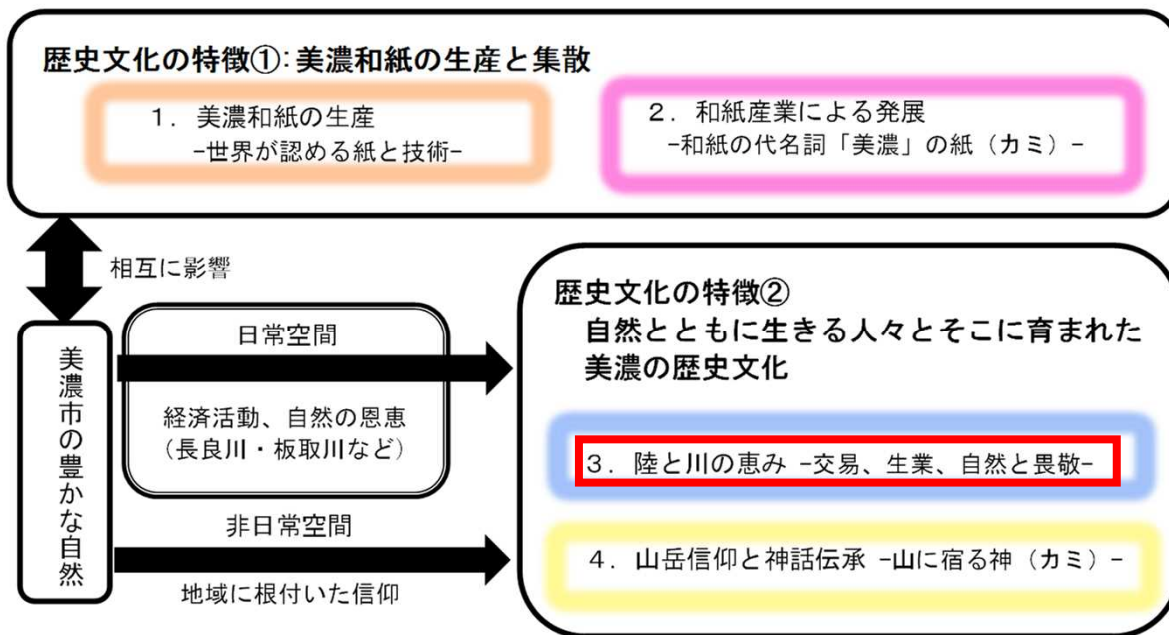 歴史文化の特徴①：美濃和紙の生産と集散
１．美濃和紙の生産
−世界が認める紙と技術−
２．和紙産業による発展
−和紙の代名詞「美濃」の紙（カミ）−
相互に影響
美濃市の豊かな自然
日常空間
経済活動、自然の恩恵
（長良川・板取川など）
非日常空間
地域に根付いた信仰
歴史文化の特徴②
自然とともに生きる人々とそこに育まれた
美濃の歴史文化
３．陸と川の恵み −交易、生業、自然と畏敬−
４．山岳信仰と神話伝承 −山に宿る神（カミ）−